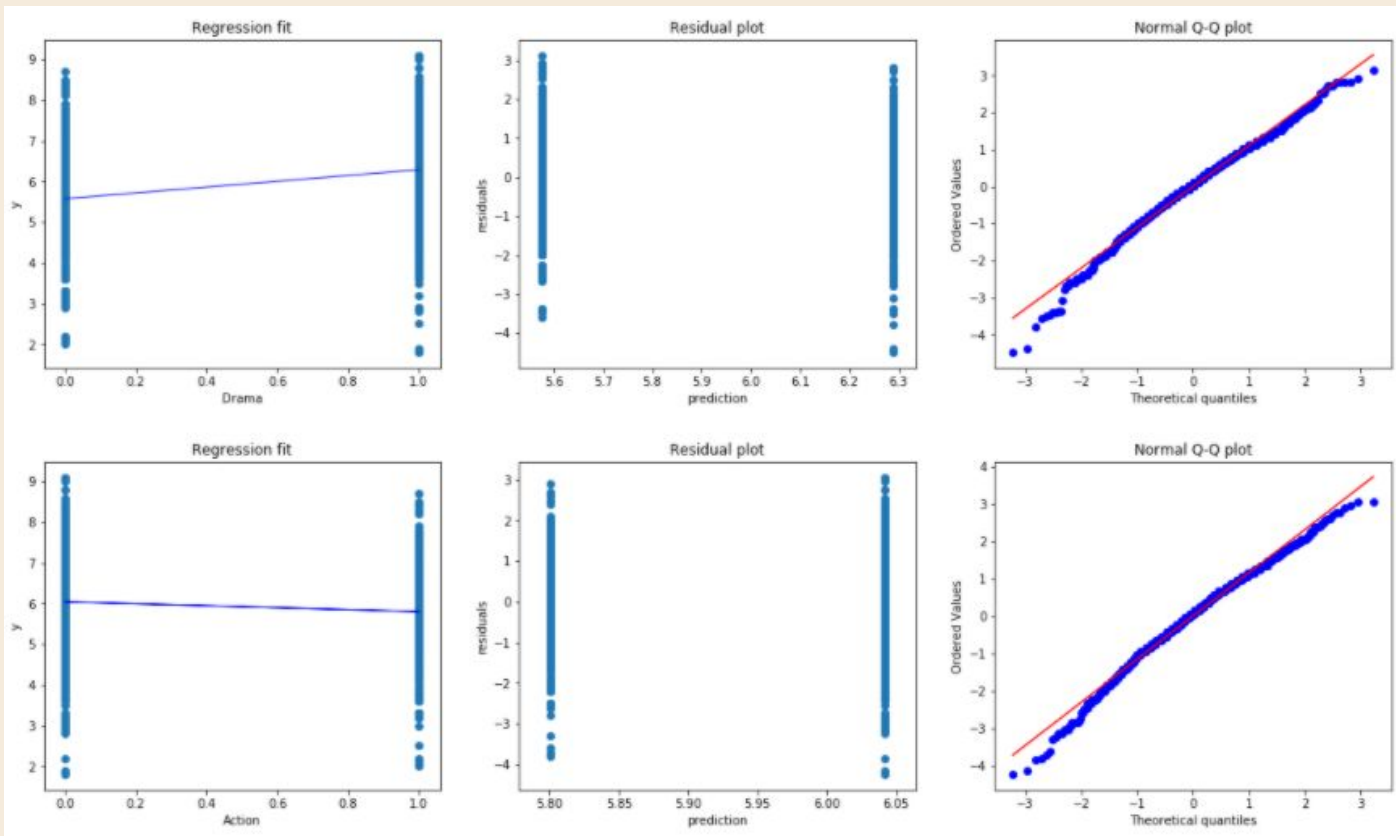 Regression fit
9
8
7
6
5
4
3
2
y
0.0 0.2 0.4 0.6 0.8 1.0
Drama
Residual plot
3
2
1
0
−1
−2
−3
−4
residuals
5.6 5.7 5.8 5.9 6.0 6.1 6.2 6.3
prediction
Normal Q-Q plot
3
2
1
0
−1
−2
−3
−4
Ordered Values
−3 −2 −1 0 1 2 3
Theoretical quantiles
Regression fit
9
8
7
6
5
4
3
2
y
0.0 0.2 0.4 0.6 0.8 1.0
Action
Residual plot
3
2
1
0
−1
−2
−3
−4
residuals
5.80 5.85 5.90 5.95 6.00 6.05
prediction
Normal Q-Q plot
4
3
2
1
0
−1
−2
−3
−4
Ordered Values
−3 −2 −1 0 1 2 3
Theoretical quantiles